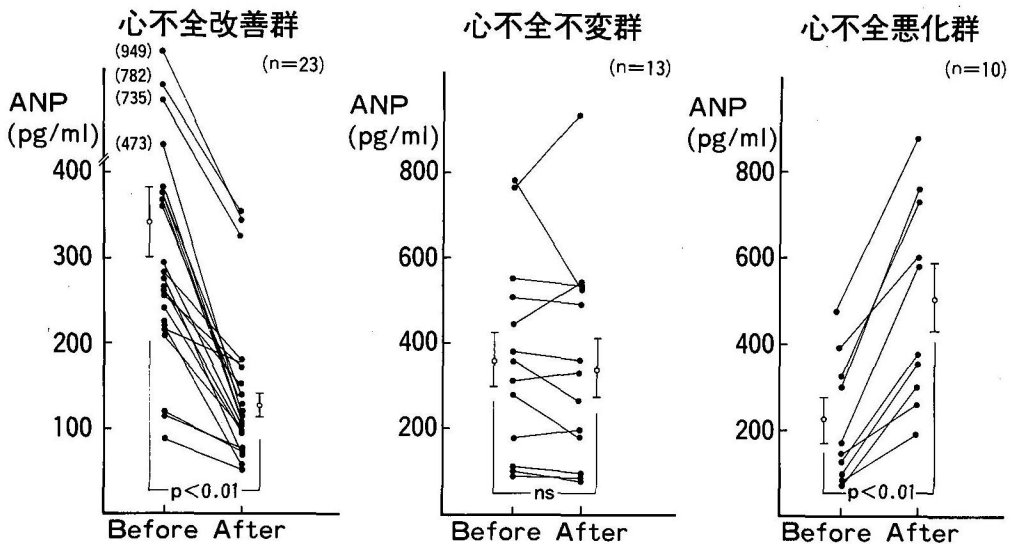 心不全改善群
(n=23)
ANP
(pg/ml)
(949)
(782)
(735)
(473)
400
300
200
100
p<0.01
Before After
心不全不変群
(n=13)
ANP
(pg/ml)
800
600
400
200
ns
Before After
心不全悪化群
(n=10)
ANP
(pg/ml)
800
600
400
200
p<0.01
Before After